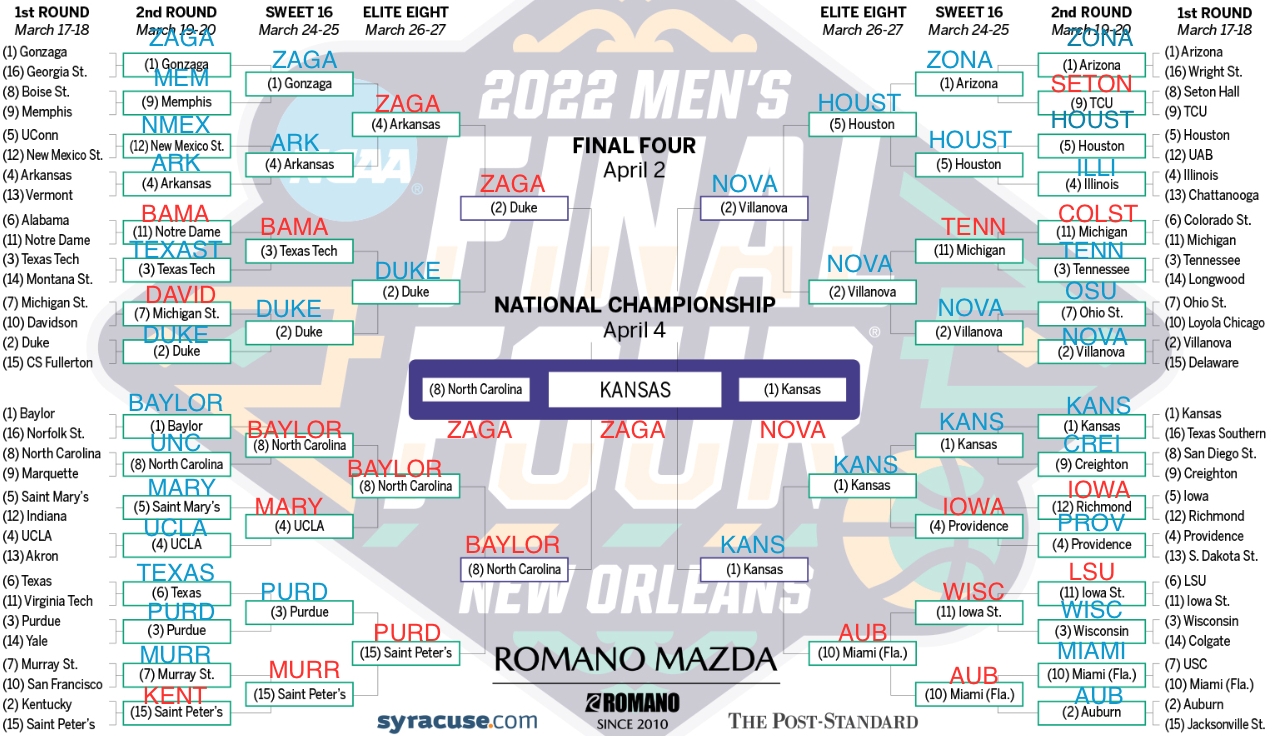 1st ROUND
March 17-18
2nd ROUND
March 19-20
SWEET 16
March 24-25
ELITE EIGHT
March 26-27
ELITE EIGHT
March 26-27
SWEET 16
March 24-25
2nd ROUND
March 19-20
1st ROUND
March 17-18
2022 MEN'S
FINAL
FOUR
®
NEW ORLEANS
NCAA
®
(1) Gonzaga
(16) Georgia St.
(8) Boise St.
(9) Memphis
(5) UConn
(12) New Mexico St.
(4) Arkansas
(13) Vermont
(6) Alabama
(11) Notre Dame
(3) Texas Tech
(14) Montana St.
(7) Michigan St.
(10) Davidson
(2) Duke
(15) CS Fullerton
ZAGA
(1) Gonzaga
MEM
(9) Memphis
NMEX
(12) New Mexico St.
ARK
(4) Arkansas
BAMA
(11) Notre Dame
TEXAST
(3) Texas Tech
DAVID
(7) Michigan St.
DUKE
(2) Duke
ZAGA
(1) Gonzaga
ARK
(4) Arkansas
BAMA
(3) Texas Tech
DUKE
(2) Duke
ZAGA
(4) Arkansas
DUKE
(2) Duke
ZAGA
(2) Duke
FINAL FOUR
April 2
NATIONAL CHAMPIONSHIP
April 4
(8) North Carolina
KANSAS
(1) Kansas
ZAGA
ZAGA
NOVA
NOVA
(2) Villanova
HOUST
(5) Houston
NOVA
(2) Villanova
ZONA
(1) Arizona
HOUST
(5) Houston
TENN
(11) Michigan
NOVA
(2) Villanova
ZONA
(1) Arizona
SETON
(9) TCU
HOUST
(5) Houston
ILLI
(4) Illinois
COLST
(11) Michigan
TENN
(3) Tennessee
OSU
(7) Ohio St.
NOVA
(2) Villanova
(1) Arizona
(16) Wright St.
(8) Seton Hall
(9) TCU
(5) Houston
(12) UAB
(4) Illinois
(13) Chattanooga
(6) Colorado St.
(11) Michigan
(3) Tennessee
(14) Longwood
(7) Ohio St.
(10) Loyola Chicago
(2) Villanova
(15) Delaware
(1) Baylor
(16) Norfolk St.
(8) North Carolina
(9) Marquette
(5) Saint Mary's
(12) Indiana
(4) UCLA
(13) Akron
(6) Texas
(11) Virginia Tech
(3) Purdue
(14) Yale
(7) Murray St.
(10) San Francisco
(2) Kentucky
(15) Saint Peter's
BAYLOR
(1) Baylor
UNC
(8) North Carolina
MARY
(5) Saint Mary's
UCLA
(4) UCLA
TEXAS
(6) Texas
PURD
(3) Purdue
MURR
(7) Murray St.
KENT
(15) Saint Peter's
BAYLOR
(8) North Carolina
MARY
(4) UCLA
PURD
(3) Purdue
MURR
(15) Saint Peter's
BAYLOR
(8) North Carolina
PURD
(15) Saint Peter's
BAYLOR
(8) North Carolina
KANS
(1) Kansas
KANS
(1) Kansas
AUB
(10) Miami (Fla.)
KANS
(1) Kansas
IOWA
(4) Providence
WISC
(11) Iowa St.
AUB
(10) Miami (Fla.)
KANS
(1) Kansas
CREI
(9) Creighton
IOWA
(12) Richmond
PROV
(4) Providence
LSU
(11) Iowa St.
WISC
(3) Wisconsin
MIAMI
(10) Miami (Fla.)
AUB
(2) Auburn
(1) Kansas
(16) Texas Southern
(8) San Diego St.
(9) Creighton
(5) Iowa
(12) Richmond
(4) Providence
(13) S. Dakota St.
(6) LSU
(11) Iowa St.
(3) Wisconsin
(14) Colgate
(7) USC
(10) Miami (Fla.)
(2) Auburn
(15) Jacksonville St.
ROMANO MAZDA
ROMANO
SINCE 2010
syracuse.com
THE POST-STANDARD